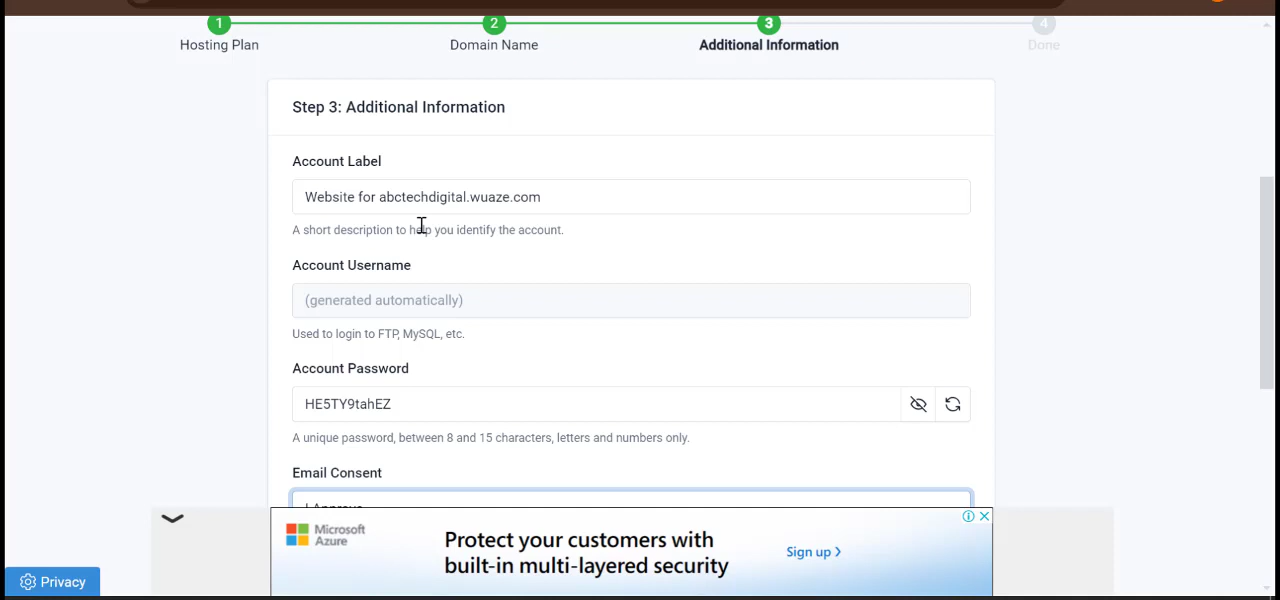 1
2
3
4
Hosting Plan
Domain Name
Additional Information
Done
Step 3: Additional Information
Account Label
Website for abctechdigital.wuaze.com
A short description to help you identify the account.
Account Username
(generated automatically)
Used to login to FTP, MySQL, etc.
Account Password
HE5TY9tahEZ
A unique password, between 8 and 15 characters, letters and numbers only.
Email Consent
I Approve
Microsoft
Azure
Protect your customers with
built-in multi-layered security
Sign up
Privacy